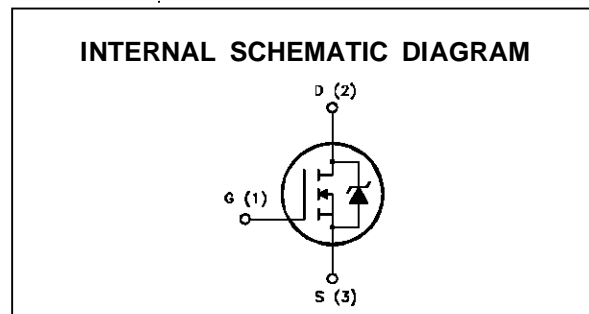 INTERNAL SCHEMATIC DIAGRAM
D (2)
G (1)
S (3)